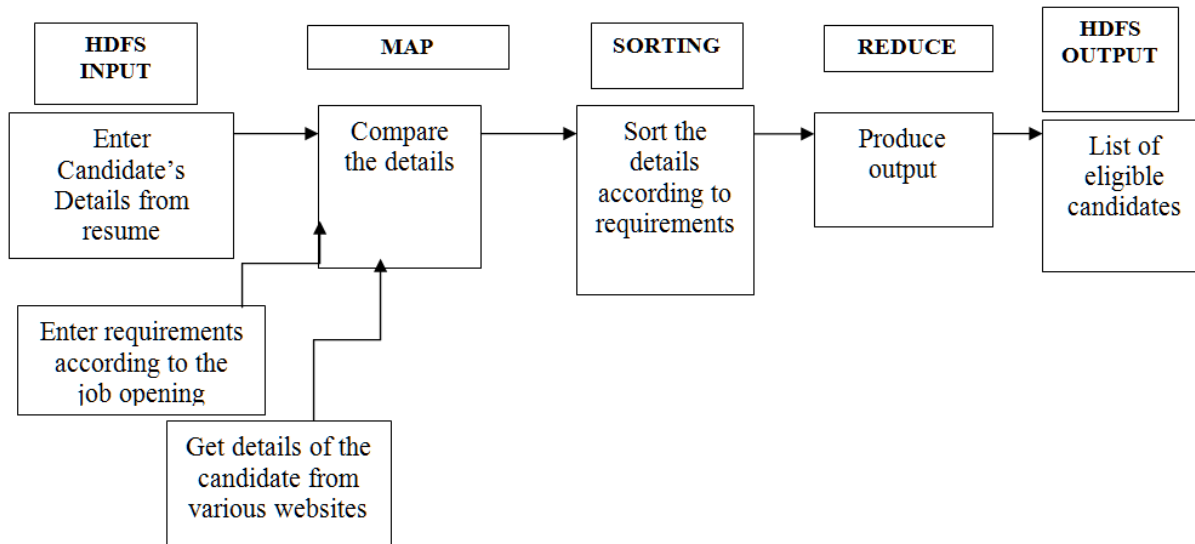 HDFS
INPUT
MAP
SORTING
REDUCE
HDFS
OUTPUT
Enter
Candidate’s
Details from
resume
Compare
the details
Sort the
details
according to
requirements
Produce
output
List of
eligible
candidates
Enter requirements
according to the
job opening
Get details of the
candidate from
various websites